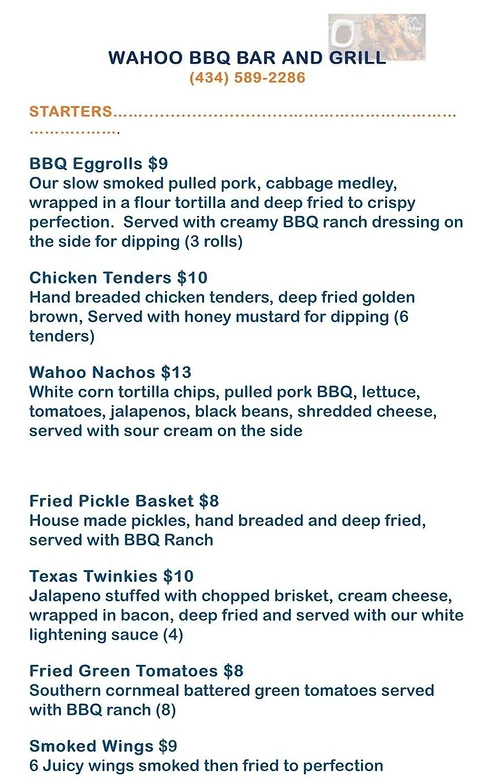 WAHOO BBQ BAR AND GRILL
(434) 589-2286
STARTERS……........................………………………………
……………….
BBQ Eggrolls $9
Our slow smoked pulled pork, cabbage medley,
wrapped in a flour tortilla and deep fried to crispy
perfection.  Served with creamy BBQ ranch dressing on
the side for dipping (3 rolls)
Chicken Tenders $10
Hand breaded chicken tenders, deep fried golden
brown, Served with honey mustard for dipping (6
tenders)
Wahoo Nachos $13
White corn tortilla chips, pulled pork BBQ, lettuce,
tomatoes, jalapenos, black beans, shredded cheese,
served with sour cream on the side
Fried Pickle Basket $8
House made pickles, hand breaded and deep fried,
served with BBQ Ranch
Texas Twinkies $10
Jalapeno stuffed with chopped brisket, cream cheese,
wrapped in bacon, deep fried and served with our white
lightening sauce (4)
Fried Green Tomatoes $8
Southern cornmeal battered green tomatoes served
with BBQ ranch (8)
Smoked Wings $9
6 Juicy wings smoked then fried to perfection